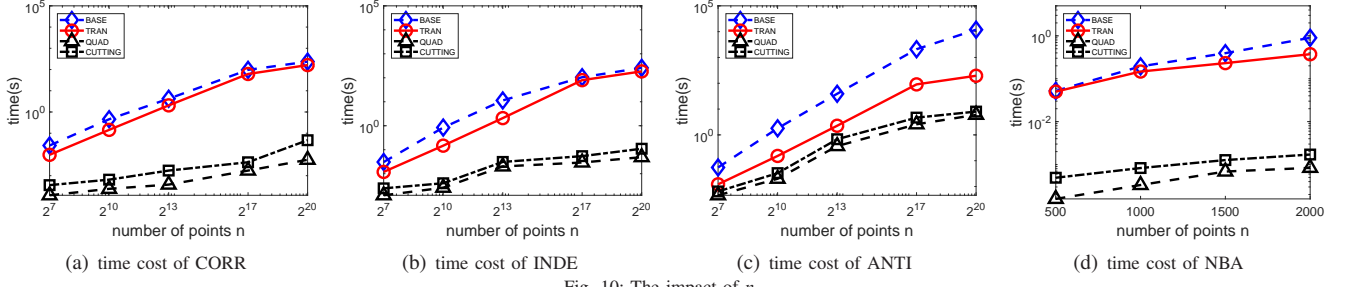 10^5
BASE
TRAN
QUAD
CUTTING
10^0
time(s)
2^7
2^10
2^13
2^17
2^20
number of points n
(a) time cost of CORR
10^5
BASE
TRAN
QUAD
CUTTING
10^0
time(s)
2^7
2^10
2^13
2^17
2^20
number of points n
(b) time cost of INDE
10^5
BASE
TRAN
QUAD
CUTTING
10^0
time(s)
2^7
2^10
2^13
2^17
2^20
number of points n
(c) time cost of ANTI
BASE
TRAN
QUAD
CUTTING
10^0
10^-2
time(s)
500
1000
1500
2000
number of points n
(d) time cost of NBA
Fig. 10: The impact of n